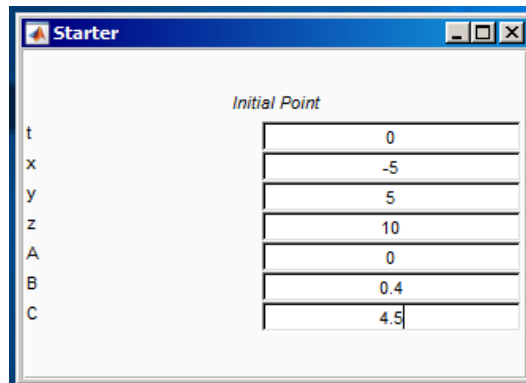 Starter
Initial Point
t 0
x -5
y 5
z 10
A 0
B 0.4
C 4.5